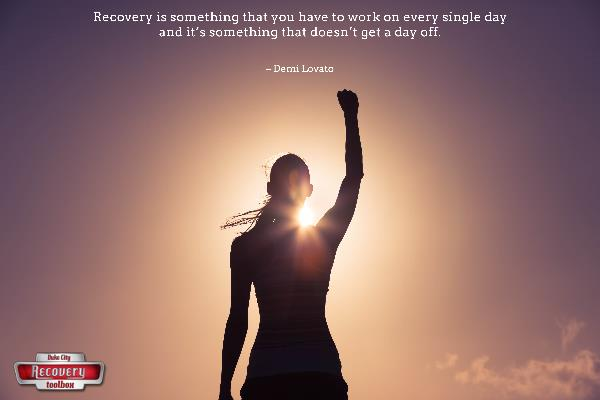 Recovery is something that you have to work on every single day
and it's something that doesn't get a day off.
– Demi Lovato
Duke City
Recovery
toolbox